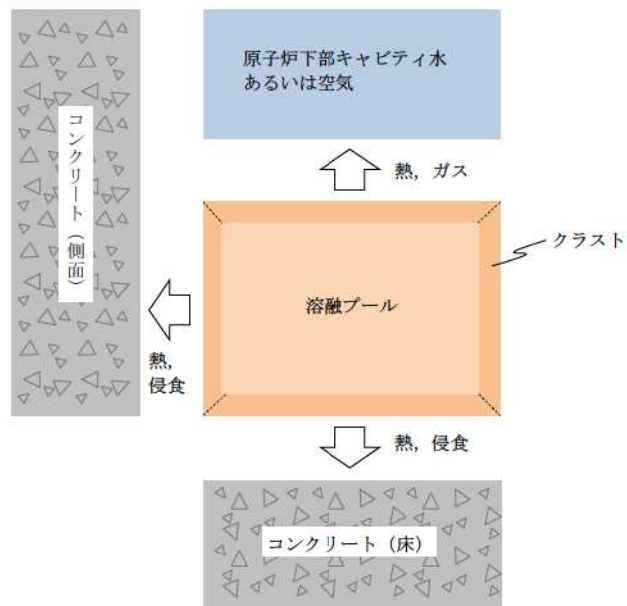 原子炉下部キャビティ水
あるいは空気
コンクリート（側面）
熱，ガス
クラスト
溶融プール
熱，
侵食
熱，侵食
コンクリート（床）